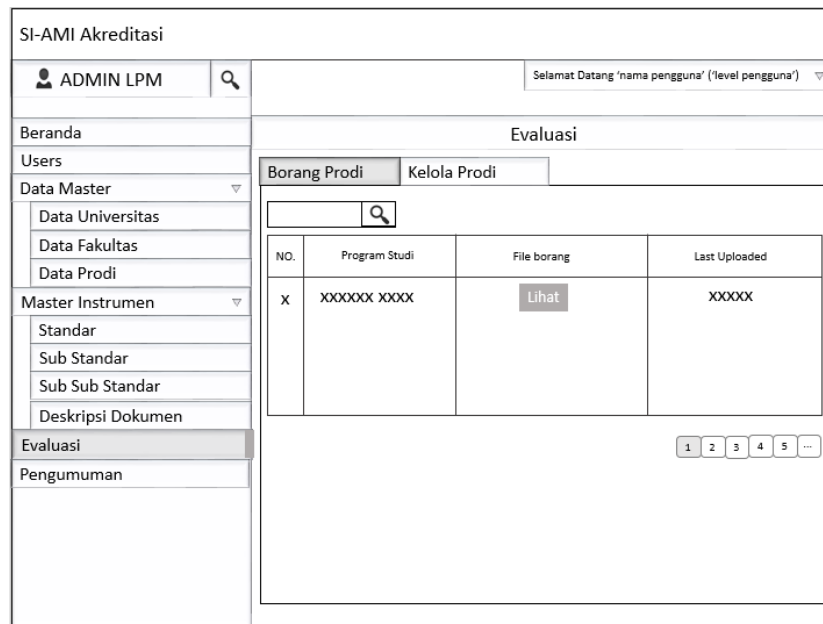 SI-AMI Akreditasi
ADMIN LPM
Selamat Datang ‘nama pengguna’ (‘level pengguna’)
Beranda
Users
Data Master
Data Universitas
Data Fakultas
Data Prodi
Master Instrumen
Standar
Sub Standar
Sub Sub Standar
Deskripsi Dokumen
Evaluasi
Pengumuman
Evaluasi
Borang Prodi Kelola Prodi
NO. Program Studi File borang Last Uploaded
X XXXXXX XXXX Lihat XXXXX
1 2 3 4 5 ...